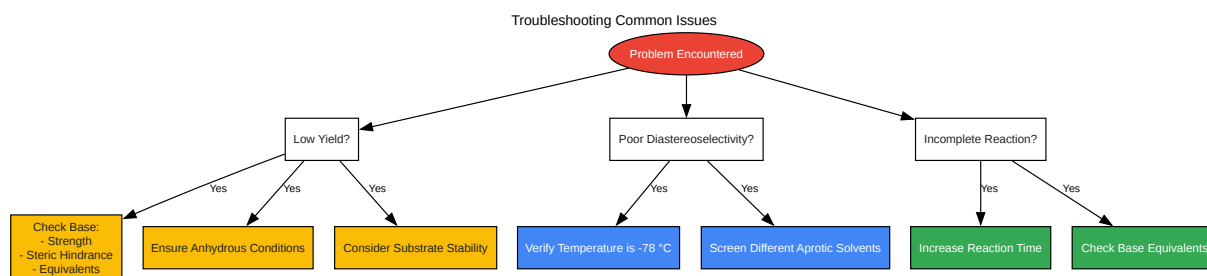 Troubleshooting Common Issues
Problem Encountered
Low Yield?
Poor Diastereoselectivity?
Incomplete Reaction?
Yes
Yes
Yes
Yes
Yes
Yes
Yes
Check Base:
- Strength
- Steric Hindrance
- Equivalents
Ensure Anhydrous Conditions
Consider Substrate Stability
Verify Temperature is -78 °C
Screen Different Aprotic Solvents
Increase Reaction Time
Check Base Equivalents